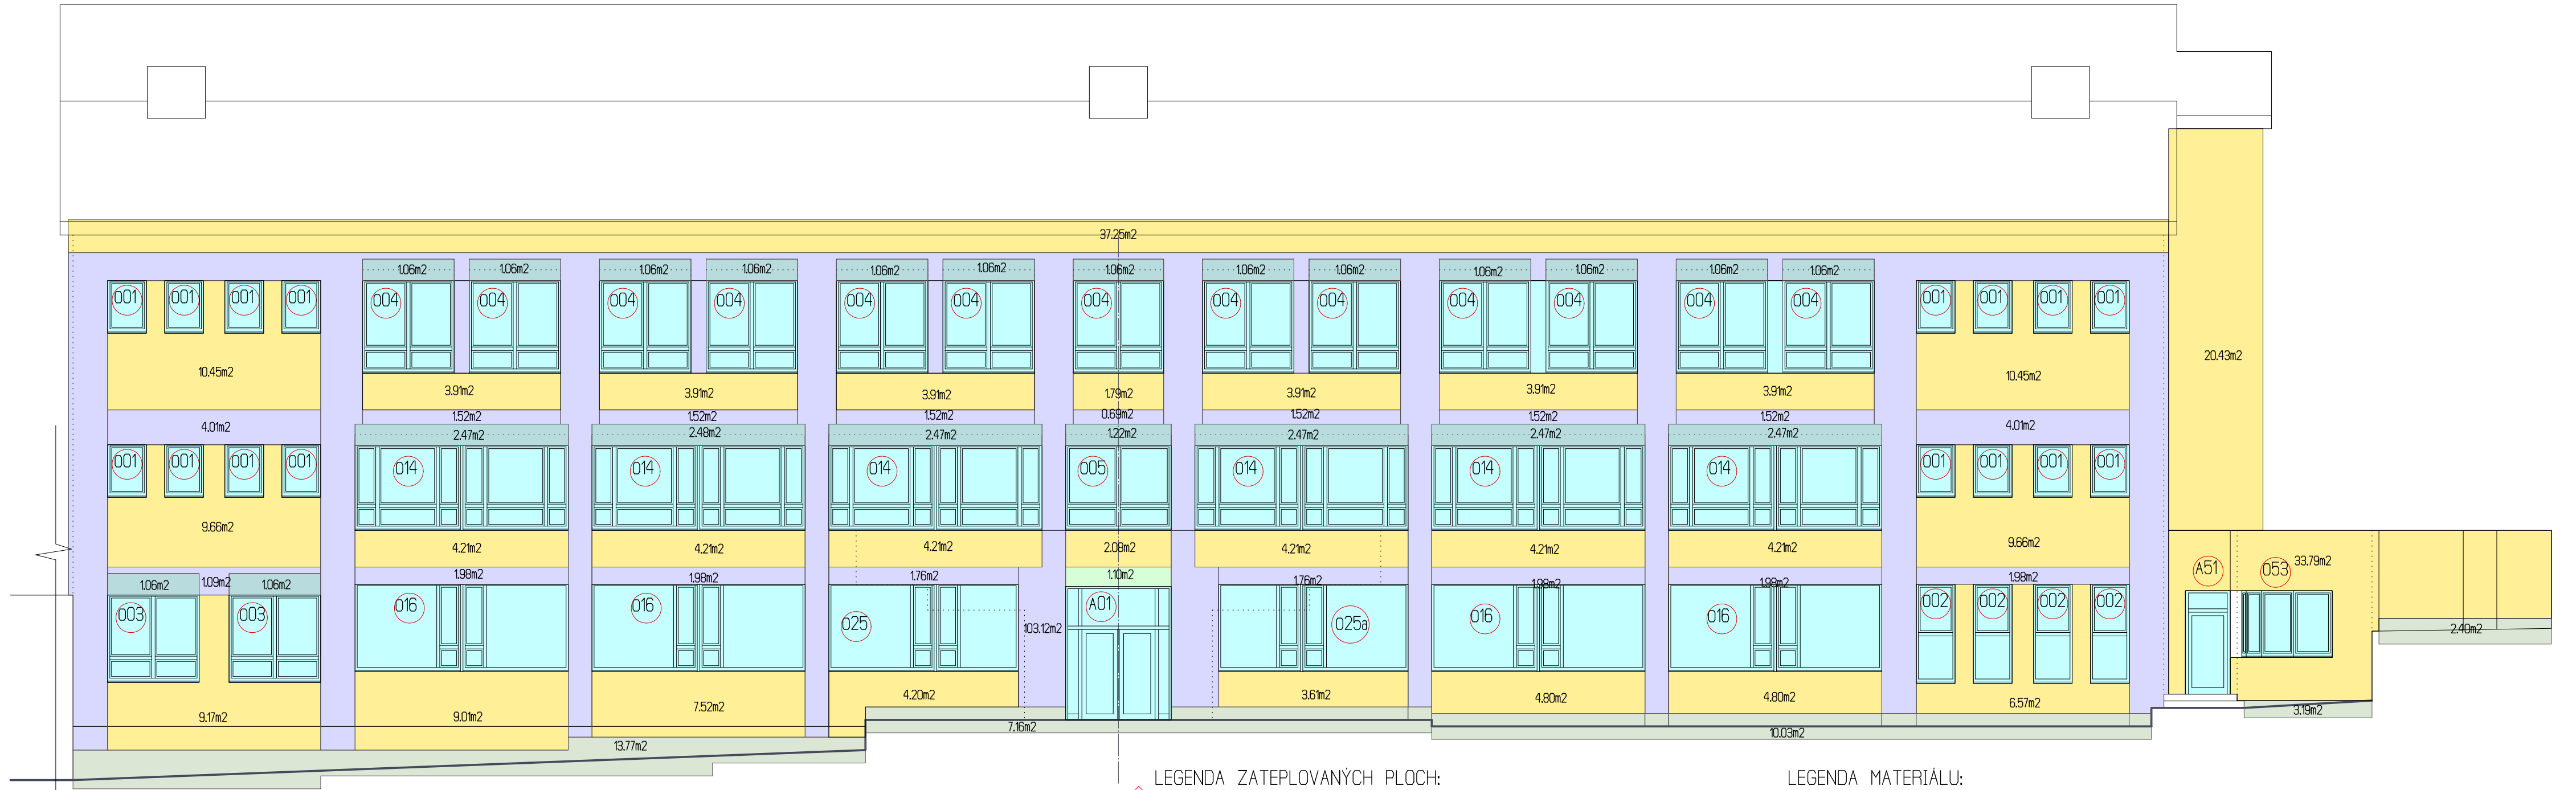 37.25m2
1.06m2 1.06m2 1.06m2 1.06m2 1.06m2 1.06m2 1.06m2 1.06m2 1.06m2 1.06m2 1.06m2 1.06m2 1.06m2
001 001 001 001 004 004 004 004 004 004 004 004 004 004 004 004 004 001 001 001 001
20.43m2
10.45m2 3.91m2 3.91m2 3.91m2 1.79m2 3.91m2 3.91m2 3.91m2 10.45m2
1.52m2 1.52m2 1.52m2 0.69m2 1.52m2 1.52m2 1.52m2
4.01m2 2.47m2 2.48m2 2.47m2 1.22m2 2.47m2 2.47m2 2.47m2 4.01m2
001 001 001 001 014 014 014 005 014 014 014 001 001 001 001
9.66m2 4.21m2 4.21m2 4.21m2 2.08m2 4.21m2 4.21m2 4.21m2 9.66m2
33.79m2
1.06m2 1.09m2 1.06m2 1.98m2 1.98m2 1.76m2 1.10m2 1.76m2 1.98m2 1.98m2 1.98m2
A51 053
003 003 016 016 025 A01 025a 016 016 002 002 002 002
103.12m2
2.40m2
9.17m2 9.01m2 7.52m2 4.20m2 3.61m2 4.80m2 4.80m2 6.57m2
3.19m2
13.77m2 7.16m2 10.03m2
LEGENDA ZATEPLOVANÝCH PLOCH: LEGENDA MATERIÁLU: